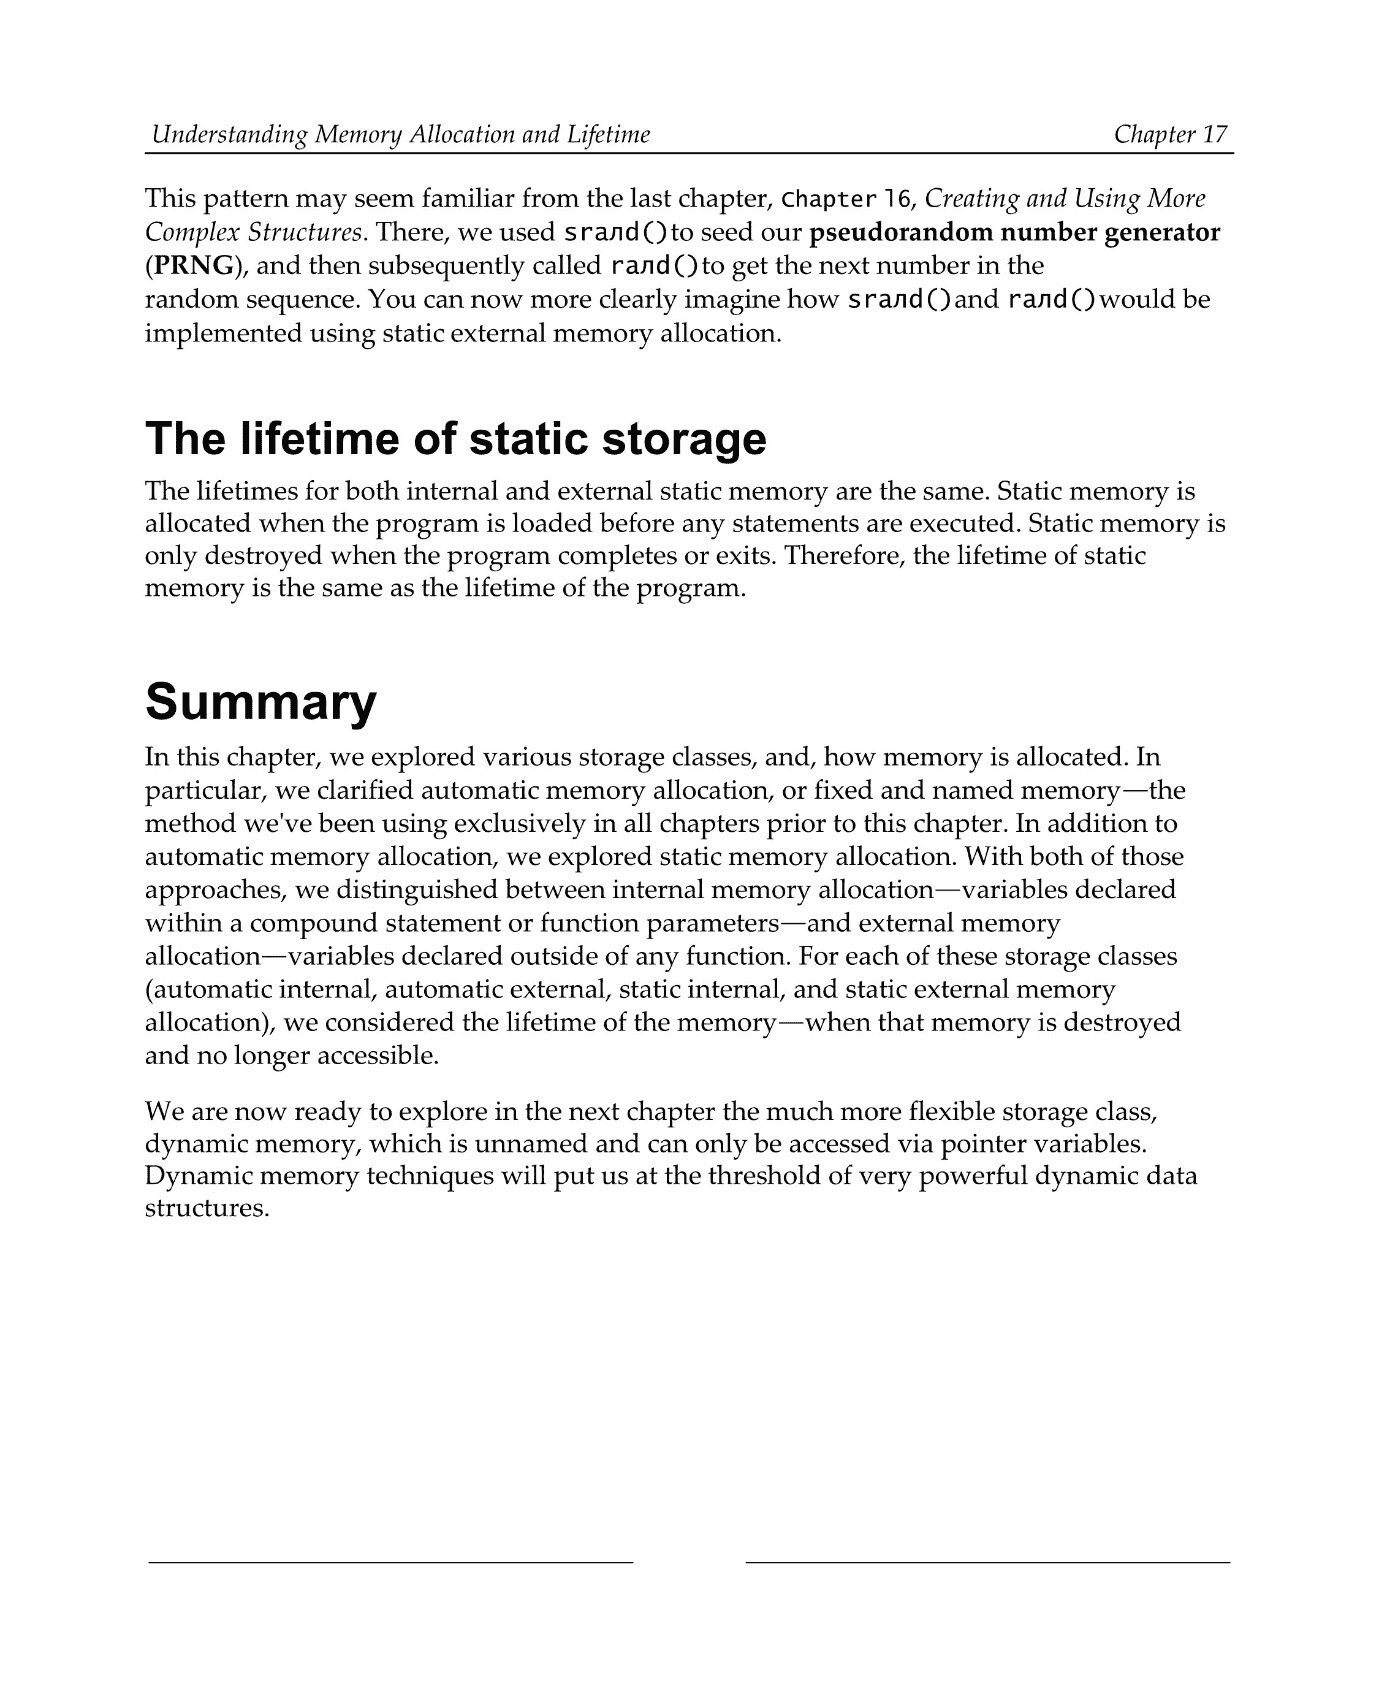 Understanding Memory Allocation and Lifetime Chapter 17
This pattern may seem familiar from the last chapter, Chapter 16, Creating and Using More
Complex Structures. There, we used srand()to seed our pseudorandom number generator
(PRNG), and then subsequently called rand()to get the next number in the
random sequence. You can now more clearly imagine how srand()and rand()would be
implemented using static external memory allocation.
The lifetime of static storage
The lifetimes for both internal and external static memory are the same. Static memory is
allocated when the program is loaded before any statements are executed. Static memory is
only destroyed when the program completes or exits. Therefore, the lifetime of static
memory is the same as the lifetime of the program.
Summary
In this chapter, we explored various storage classes, and, how memory is allocated. In
particular, we clarified automatic memory allocation, or fixed and named memory—the
method we've been using exclusively in all chapters prior to this chapter. In addition to
automatic memory allocation, we explored static memory allocation. With both of those
approaches, we distinguished between internal memory allocation—variables declared
within a compound statement or function parameters—and external memory
allocation—variables declared outside of any function. For each of these storage classes
(automatic internal, automatic external, static internal, and static external memory
allocation), we considered the lifetime of the memory—when that memory is destroyed
and no longer accessible.
We are now ready to explore in the next chapter the much more flexible storage class,
dynamic memory, which is unnamed and can only be accessed via pointer variables.
Dynamic memory techniques will put us at the threshold of very powerful dynamic data
structures.